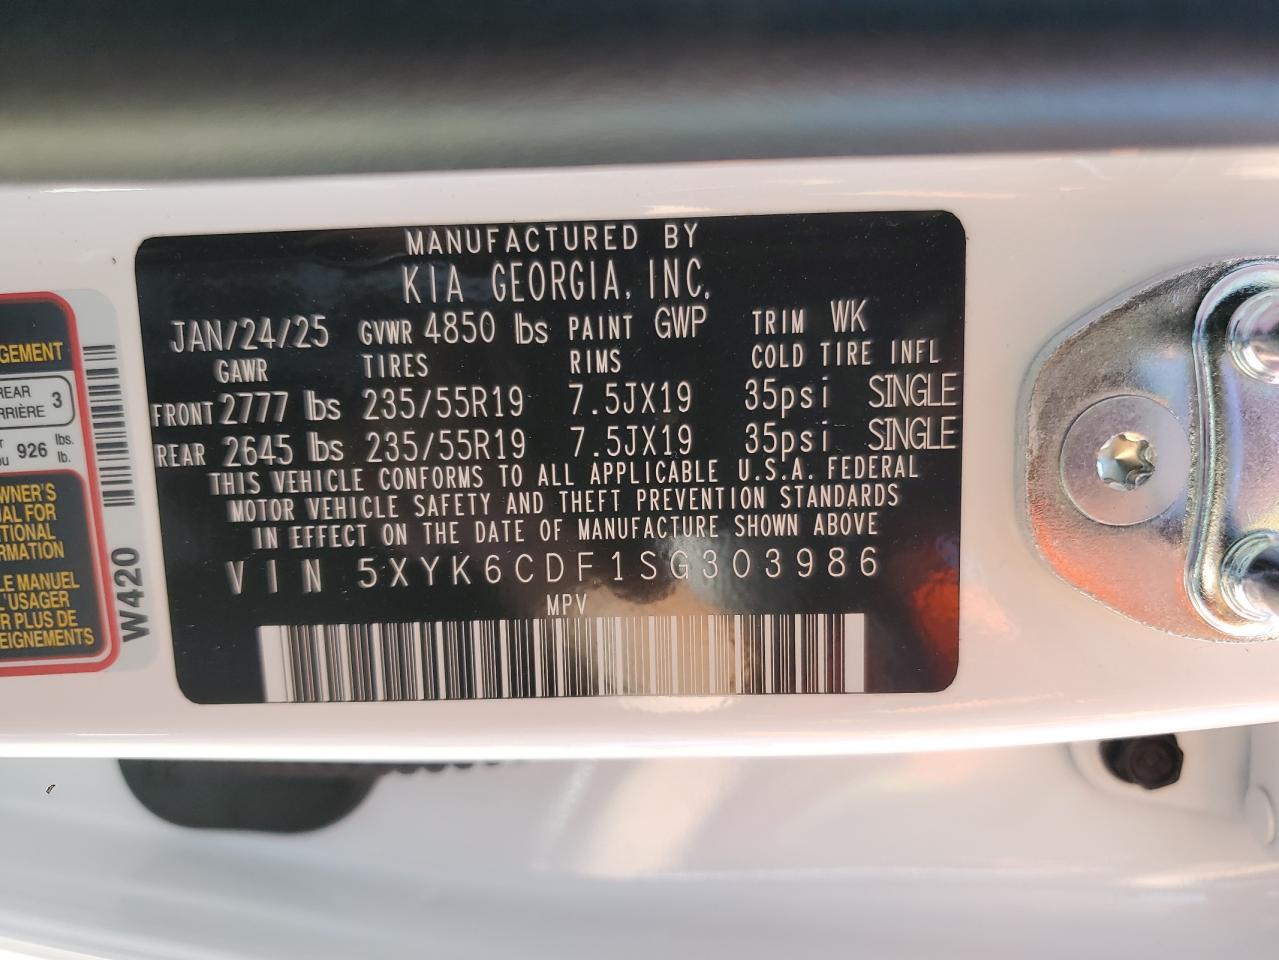 MANUFACTURED BY
KIA GEORGIA, INC.
JAN/24/25 GVWR 4850 lbs PAINT GWP TRIM WK
GAWR TIRES RIMS COLD TIRE INFL
FRONT 2777 lbs 235/55R19 7.5JX19 35psi SINGLE
REAR 2645 lbs 235/55R19 7.5JX19 35psi SINGLE
THIS VEHICLE CONFORMS TO ALL APPLICABLE U.S.A. FEDERAL
MOTOR VEHICLE SAFETY AND THEFT PREVENTION STANDARDS
IN EFFECT ON THE DATE OF MANUFACTURE SHOWN ABOVE
VIN 5XYK6CDF1SG303986
MPV
GEMENT
REAR
RRIÈRE 3
926 lbs.
lb.
WNER'S
AL FOR
TIONAL
RMATION
LE MANUEL
L'USAGER
R PLUS DE
EIGNEMENTS
W420